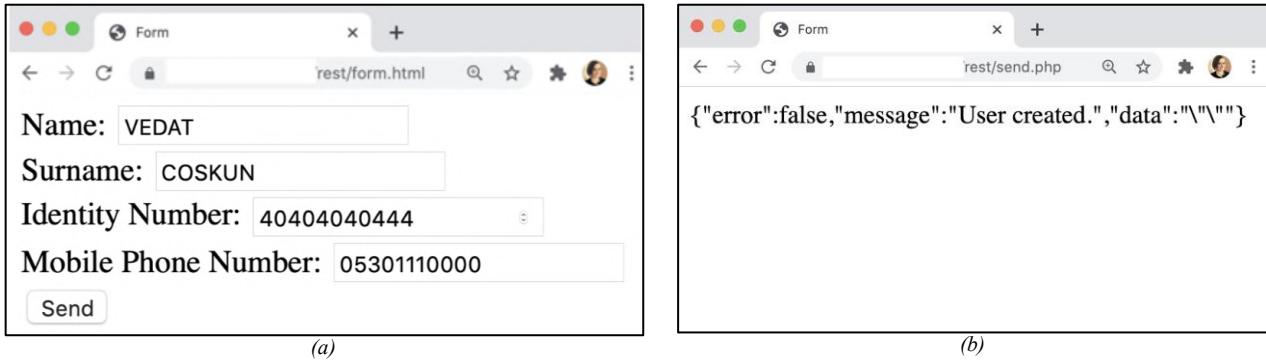 Form
rest/form.html
Name: VEDAT
Surname: COSKUN
Identity Number: 40404040444
Mobile Phone Number: 05301110000
Send
(a)
Form
rest/send.php
{"error":false,"message":"User created.","data":"\"\""}
(b)